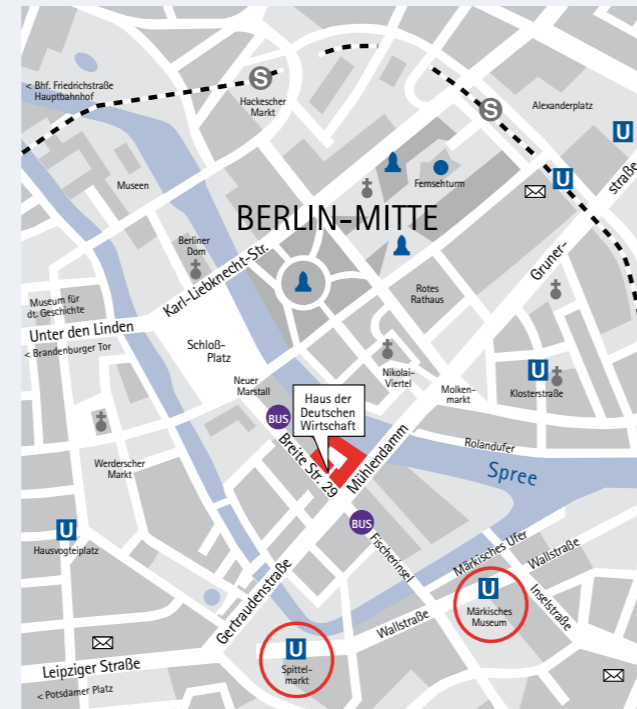 < Bhf. Friedrichstraße
Hauptbahnhof
S
Hackescher
Markt
S
Alexanderplatz
U
U
straße
Gruner-
Museen
Fernsehturm
BERLIN-MITTE
Berliner
Dom
Karl-Liebknecht-Str.
Rotes
Rathaus
Museum für
dt. Geschichte
Unter den Linden
< Brandenburger Tor
Schloß-
Platz
Neuer
Marstall
Nikolai-
Viertel
Molken-
markt
U
Klosterstraße
Haus der
Deutschen
Wirtschaft
BUS
Breite Str. 29
Mühlendamm
Rolandufer
Spree
Werderscher
Markt
U
Hausvogteiplatz
BUS
Fischerinsel
Märkisches Ufer
Wallstraße
Inselstraße
U
Märkisches
Museum
Gertraudenstraße
Wallstraße
U
Spittel-
markt
Leipziger Straße
< Potsdamer Platz